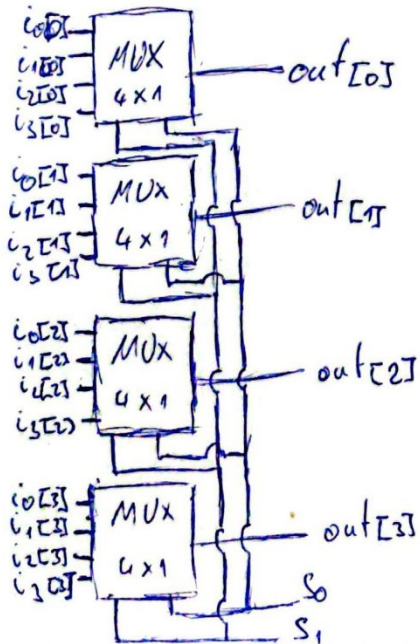 i0[0]
i1[0]
i2[0]
i3[0]
MUX
4x1
out[0]
i0[1]
i1[1]
i2[1]
i3[1]
MUX
4x1
out[1]
i0[2]
i1[2]
i2[2]
i3[2]
MUX
4x1
out[2]
i0[3]
i1[3]
i2[3]
i3[3]
MUX
4x1
out[3]
S0
S1